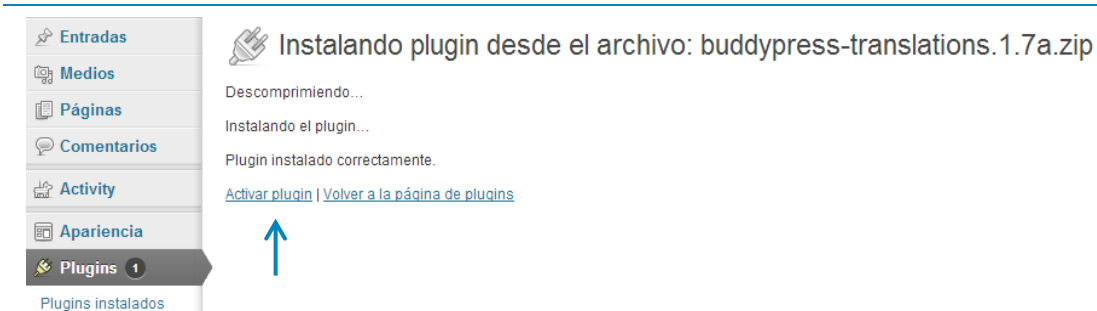 Entradas
Medios
Páginas
Comentarios
Activity
Apariencia
Plugins 1
Plugins instalados
Instalando plugin desde el archivo: buddypress-translations.1.7a.zip
Descomprimiendo…
Instalando el plugin…
Plugin instalado correctamente.
Activar plugin | Volver a la página de plugins